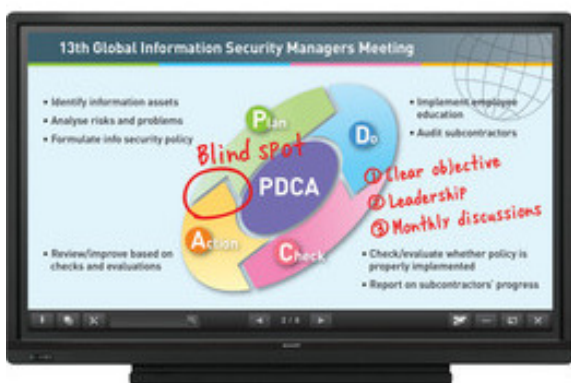 13th Global Information Security Managers Meeting
• Identify information assets
• Analyse risks and problems
• Formulate info security policy
• Implement employee
education
• Audit subcontractors
Plan
Do
Blind spot
PDCA
① Clear objective
② Leadership
③ Monthly discussions
Action
Check
• Review/improve based on
checks and evaluations
• Check/evaluate whether policy is
properly implemented
• Report on subcontractors' progress
SHARP